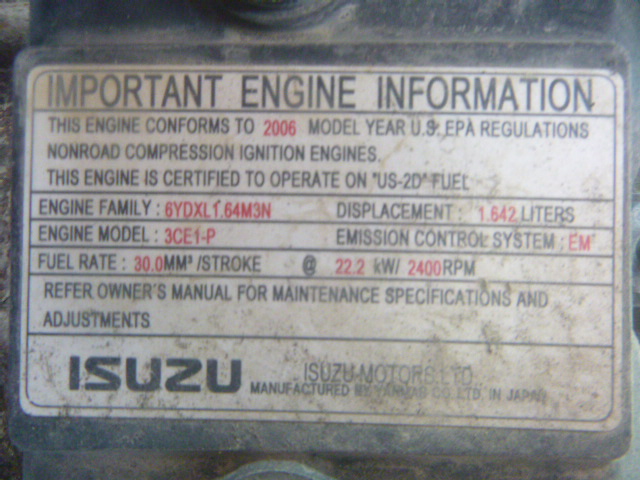 IMPORTANT ENGINE INFORMATION
THIS ENGINE CONFORMS TO 2006 MODEL YEAR U.S. EPA REGULATIONS
NONROAD COMPRESSION IGNITION ENGINES.
THIS ENGINE IS CERTIFIED TO OPERATE ON "US-2D" FUEL
ENGINE FAMILY : 6YDXL1.64M3N DISPLACEMENT : 1.642 LITERS
ENGINE MODEL : 3CE1-P EMISSION CONTROL SYSTEM : EM
FUEL RATE : 30.0MM³ /STROKE @ 22.2 kW/ 2400RPM
REFER OWNER'S MANUAL FOR MAINTENANCE SPECIFICATIONS AND
ADJUSTMENTS
ISUZU ISUZU MOTORS LTD.
MANUFACTURED BY YANMAR CO., LTD. IN JAPAN